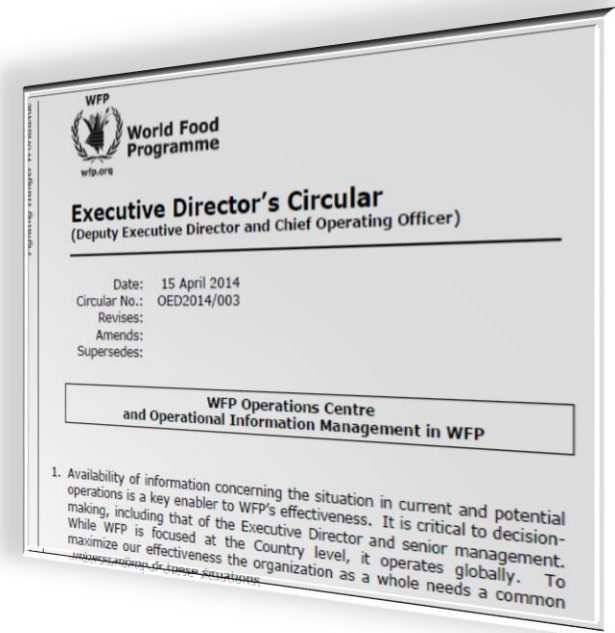 WFP
World Food
Programme
wfp.org
Executive Director's Circular
(Deputy Executive Director and Chief Operating Officer)
Date: 15 April 2014
Circular No.: OED2014/003
Revises:
Amends:
Supersedes:
WFP Operations Centre
and Operational Information Management in WFP
1. Availability of information concerning the situation in current and potential
operations is a key enabler to WFP's effectiveness. It is critical to decision-
making, including that of the Executive Director and senior management.
While WFP is focused at the Country level, it operates globally. To
maximize our effectiveness the organization as a whole needs a common
understanding of these situations.